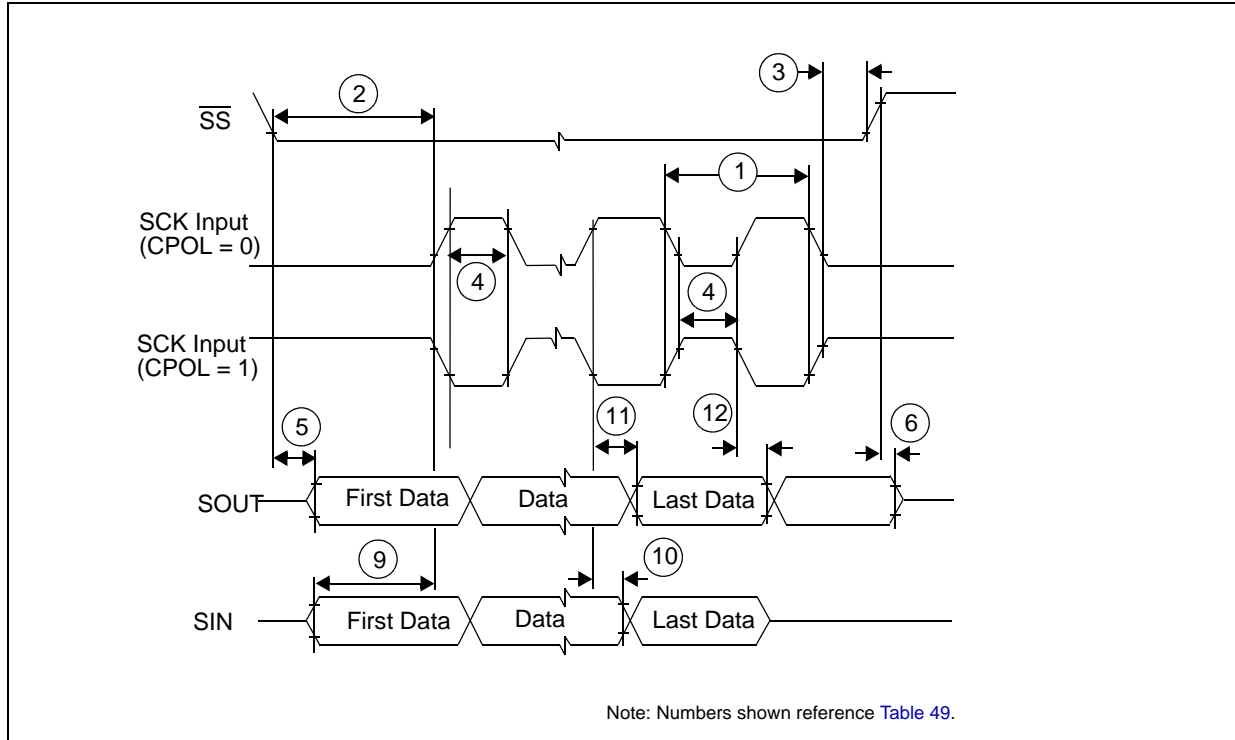 3
2
SS
1
SCK Input
(CPOL = 0)
4
4
SCK Input
(CPOL = 1)
11
12
5
6
SOUT
First Data
Data
Last Data
9
10
SIN
First Data
Data
Last Data
Note: Numbers shown reference Table 49.